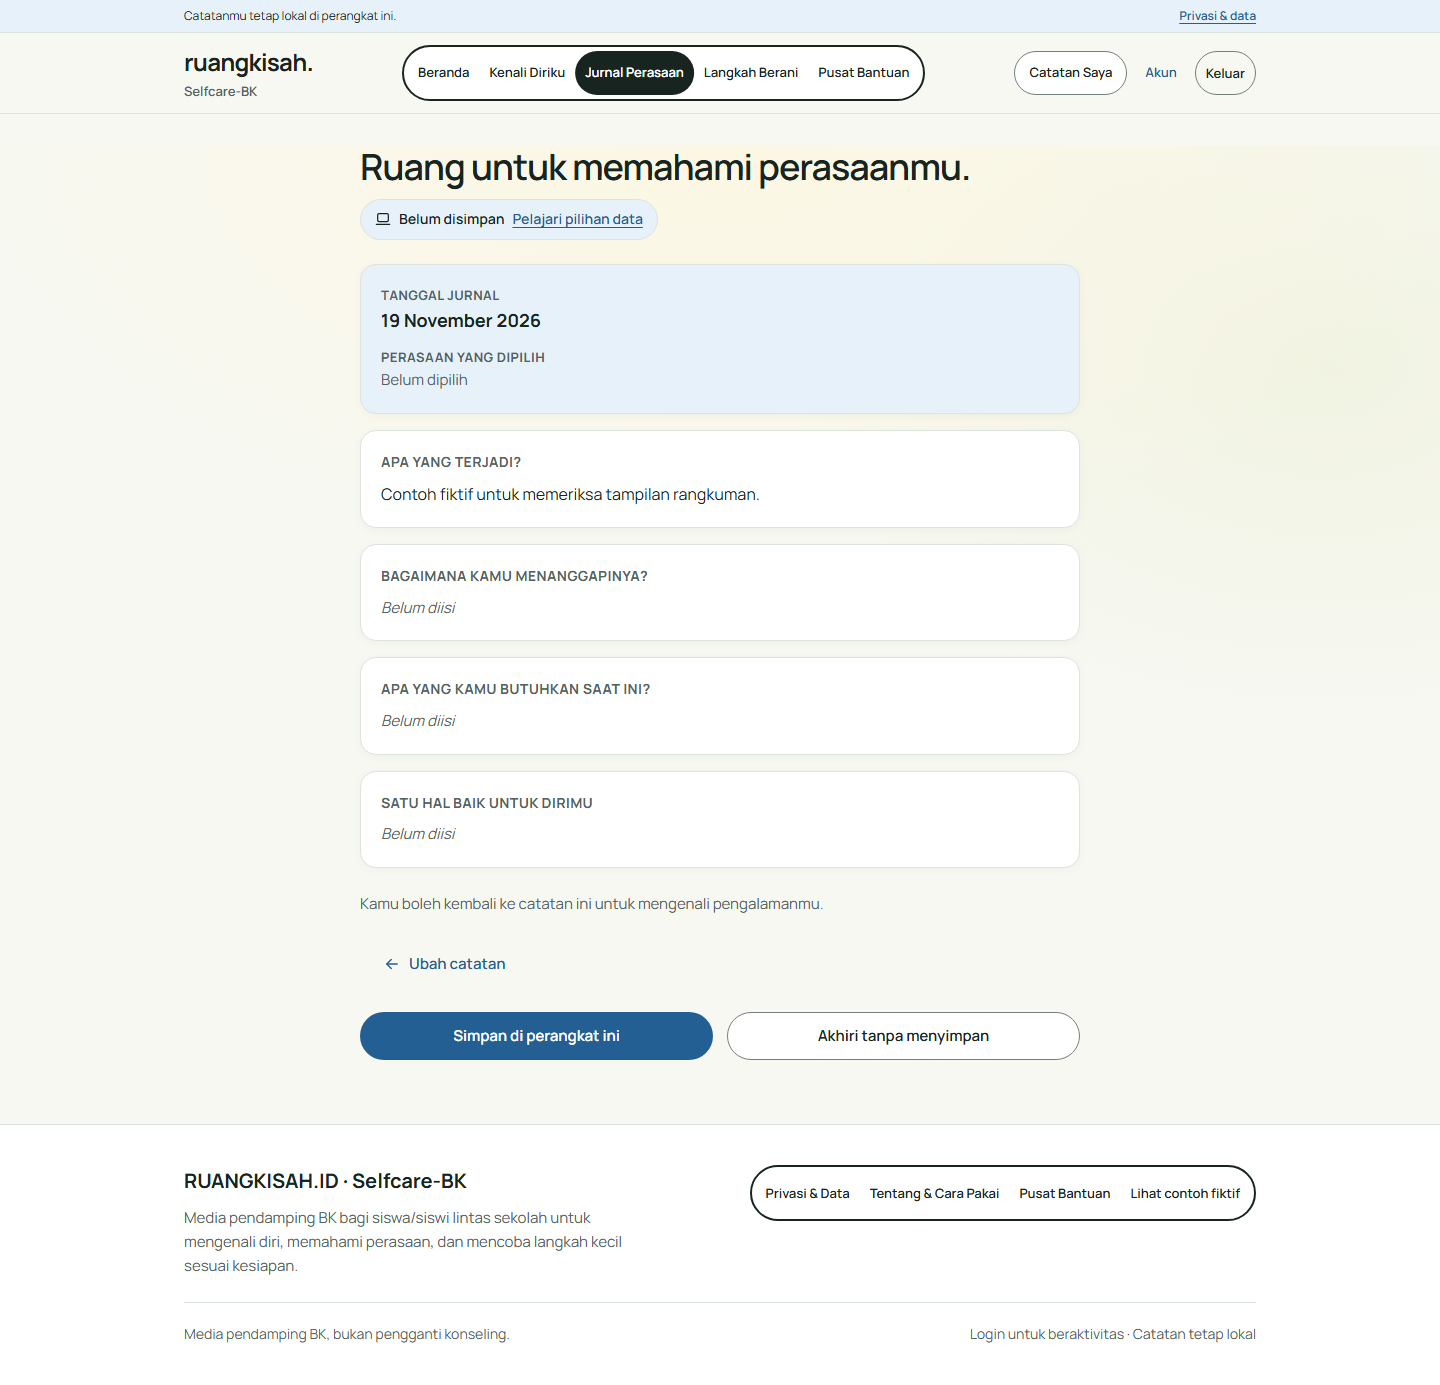 Catatanmu tetap lokal di perangkat ini.
Privasi & data
ruangkisah.
Selfcare-BK
Beranda
Kenali Diriku
Jurnal Perasaan
Langkah Berani
Pusat Bantuan
Catatan Saya
Akun
Keluar
Ruang untuk memahami perasaanmu.
Belum disimpan
Pelajari pilihan data
TANGGAL JURNAL
19 November 2026
PERASAAN YANG DIPILIH
Belum dipilih
APA YANG TERJADI?
Contoh fiktif untuk memeriksa tampilan rangkuman.
BAGAIMANA KAMU MENANGGAPINYA?
Belum diisi
APA YANG KAMU BUTUHKAN SAAT INI?
Belum diisi
SATU HAL BAIK UNTUK DIRIMU
Belum diisi
Kamu boleh kembali ke catatan ini untuk mengenali pengalamanmu.
Ubah catatan
Simpan di perangkat ini
Akhiri tanpa menyimpan
RUANGKISAH.ID · Selfcare-BK
Media pendamping BK bagi siswa/siswi lintas sekolah untuk
mengenali diri, memahami perasaan, dan mencoba langkah kecil
sesuai kesiapan.
Privasi & Data
Tentang & Cara Pakai
Pusat Bantuan
Lihat contoh fiktif
Media pendamping BK, bukan pengganti konseling.
Login untuk beraktivitas · Catatan tetap lokal